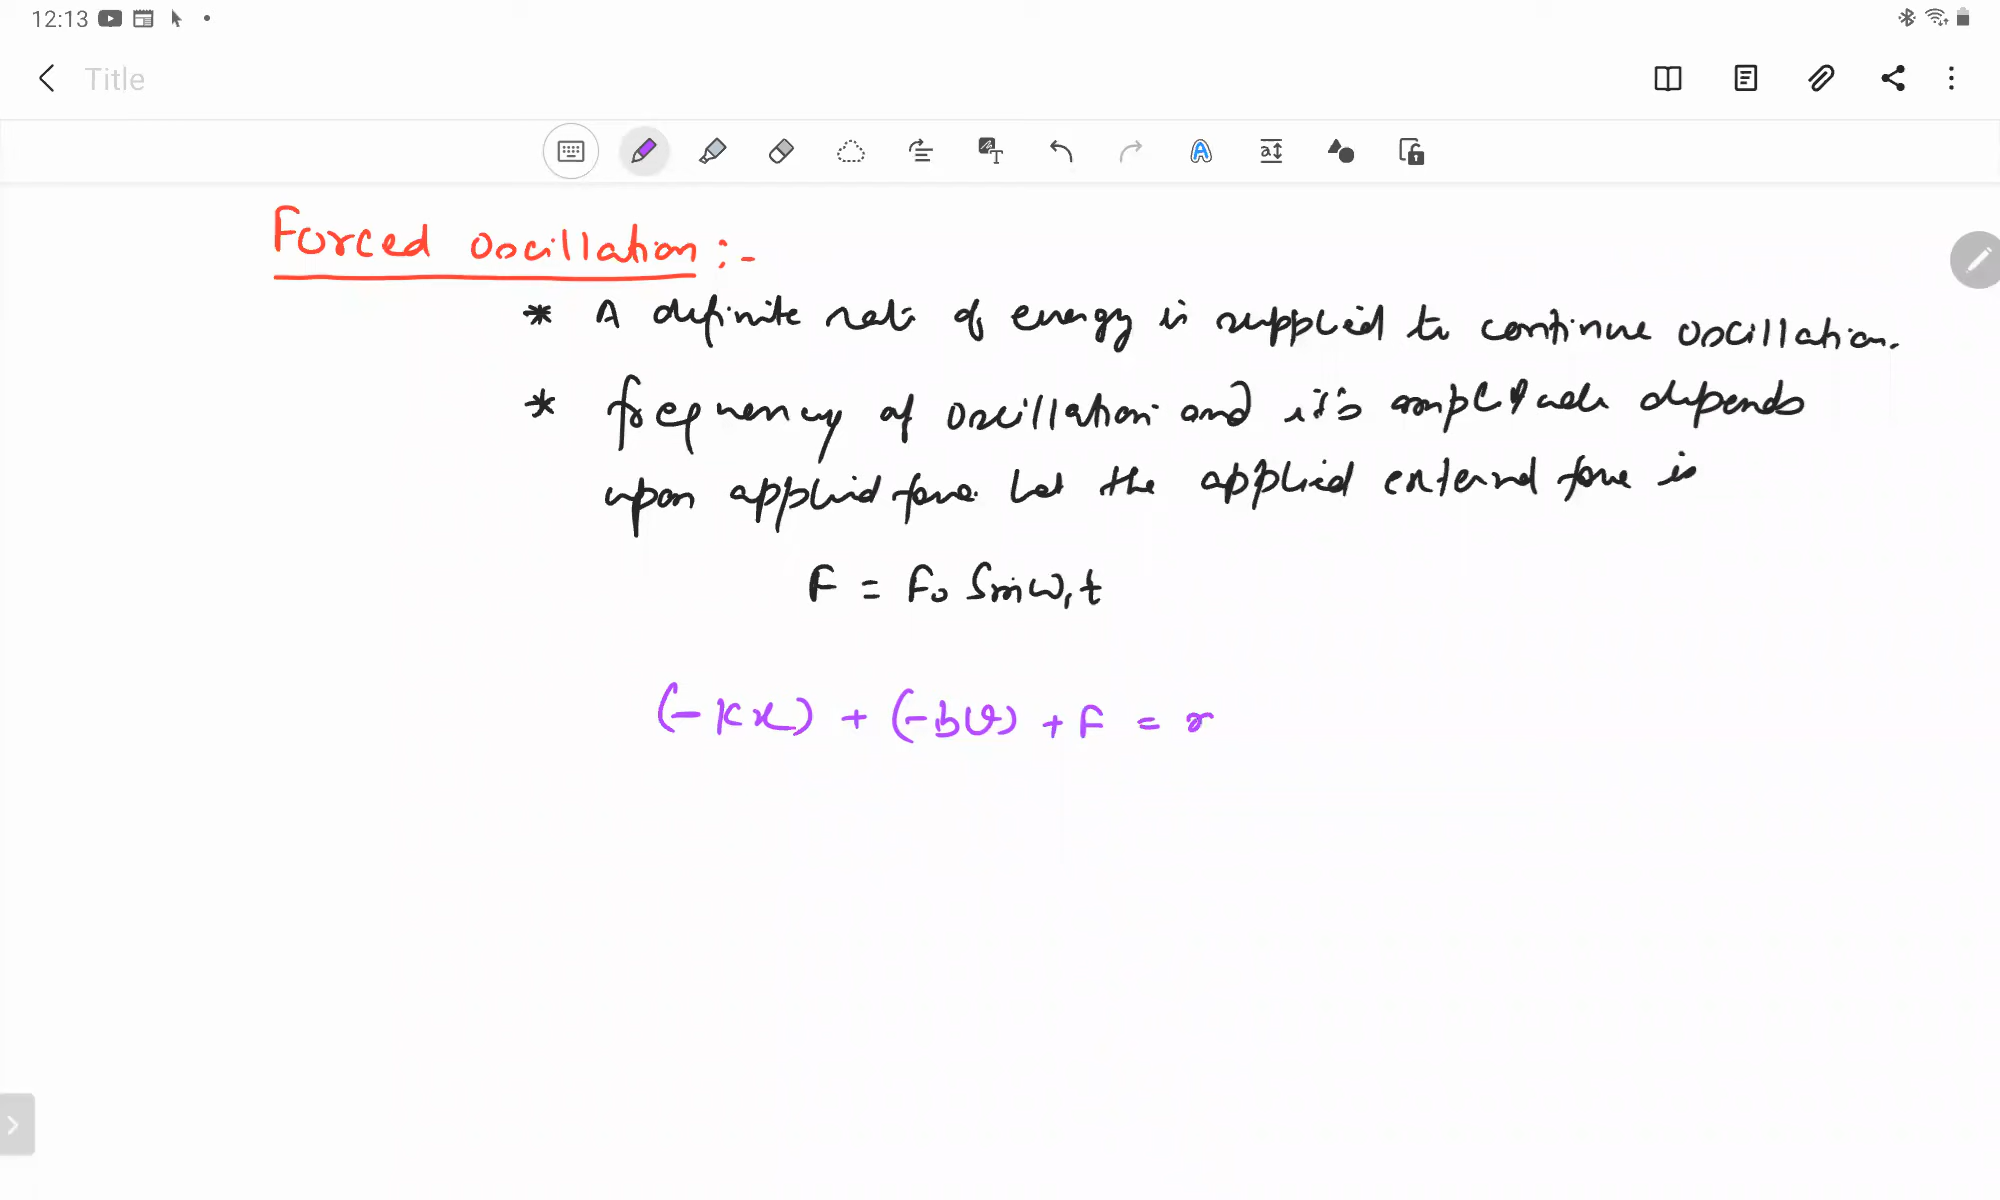 12:13
Title
Forced oscillation :-
* A definite rate of energy is supplied to continue oscillation.
* frequency of oscillation and it's amplitude depends
upon applied force. Let the applied external force is
F = F₀ Sin ω₁t
(-Kx) + (-bv) + F =